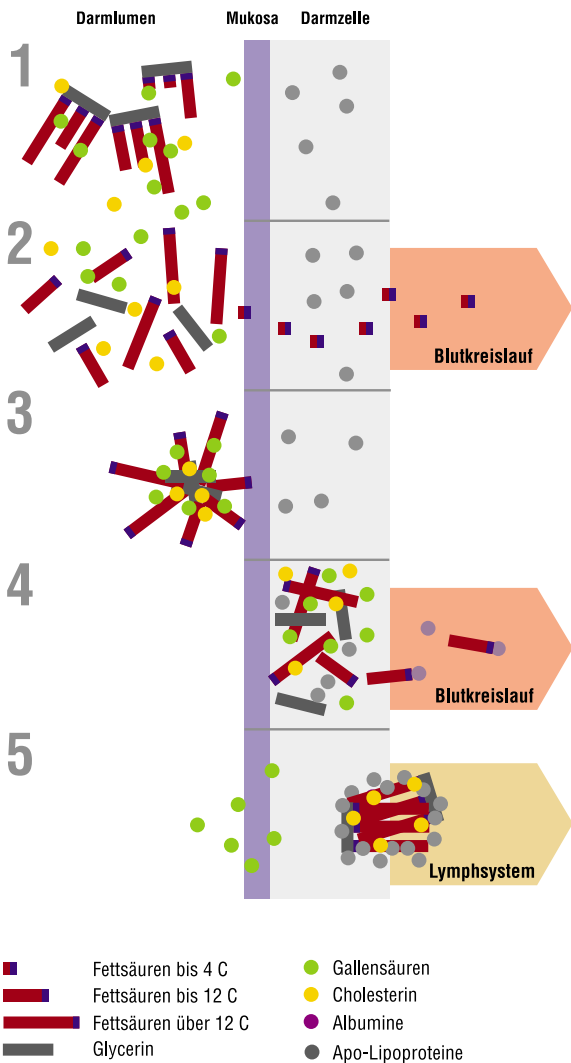 Darmlumen Mukosa Darmzelle
1
2
Blutkreislauf
3
4
Blutkreislauf
5
Lymphsystem
Fettsäuren bis 4 C
Fettsäuren bis 12 C
Fettsäuren über 12 C
Glycerin
Gallensäuren
Cholesterin
Albumine
Apo-Lipoproteine